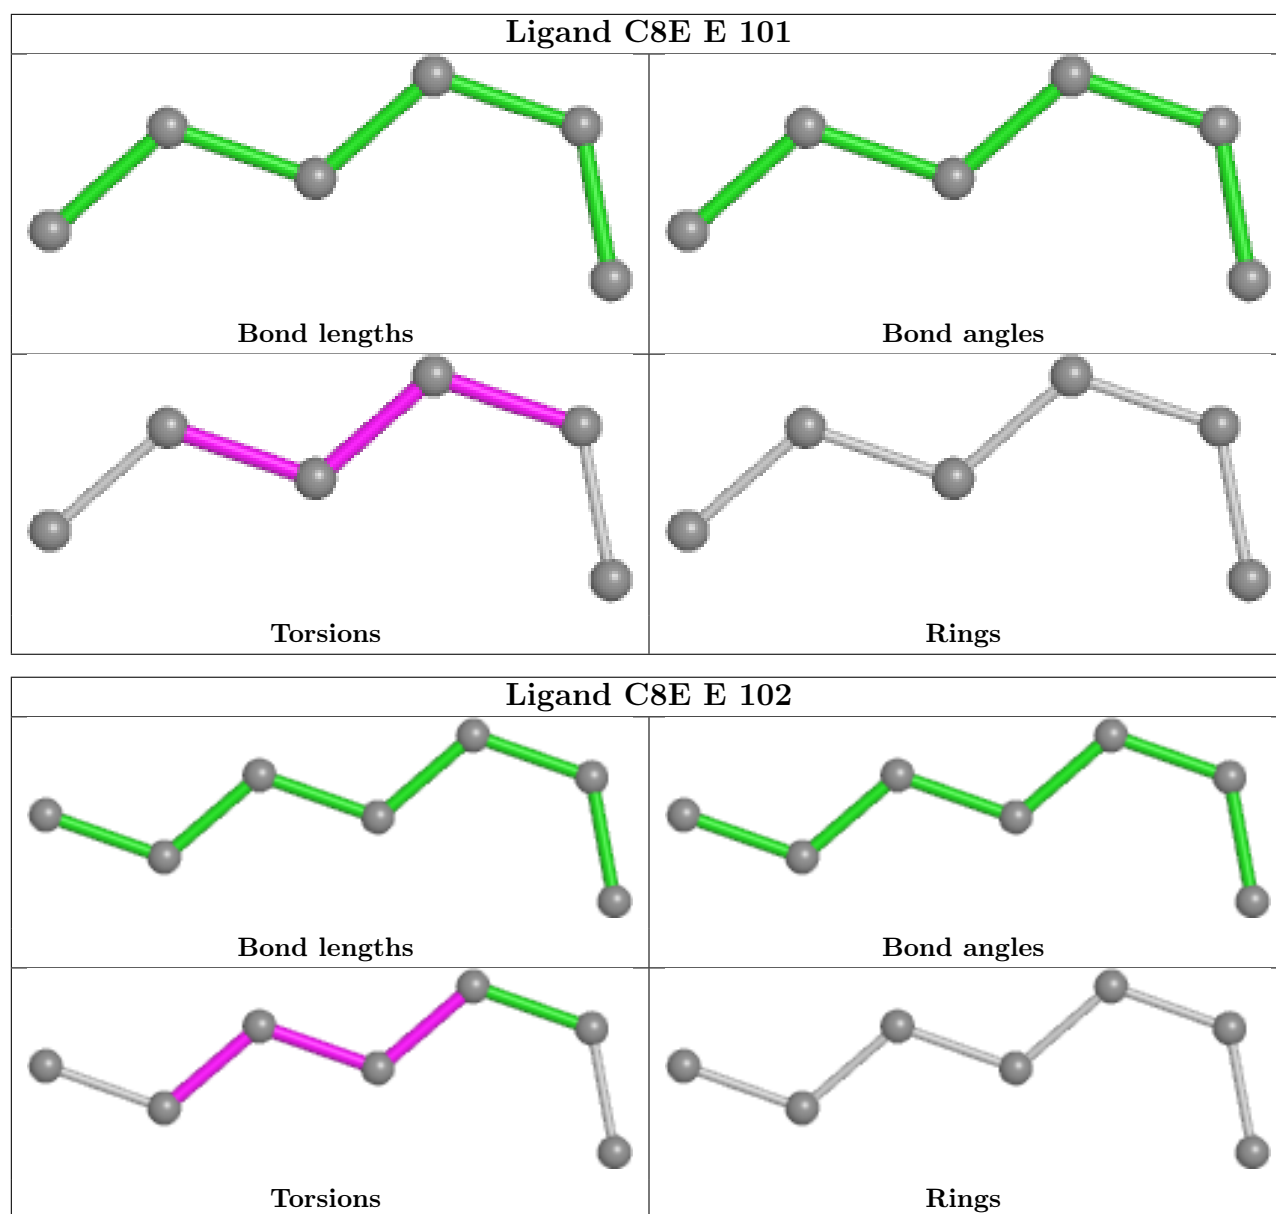 Ligand C8E E 101
Bond lengths
Bond angles
Torsions
Rings
Ligand C8E E 102
Bond lengths
Bond angles
Torsions
Rings